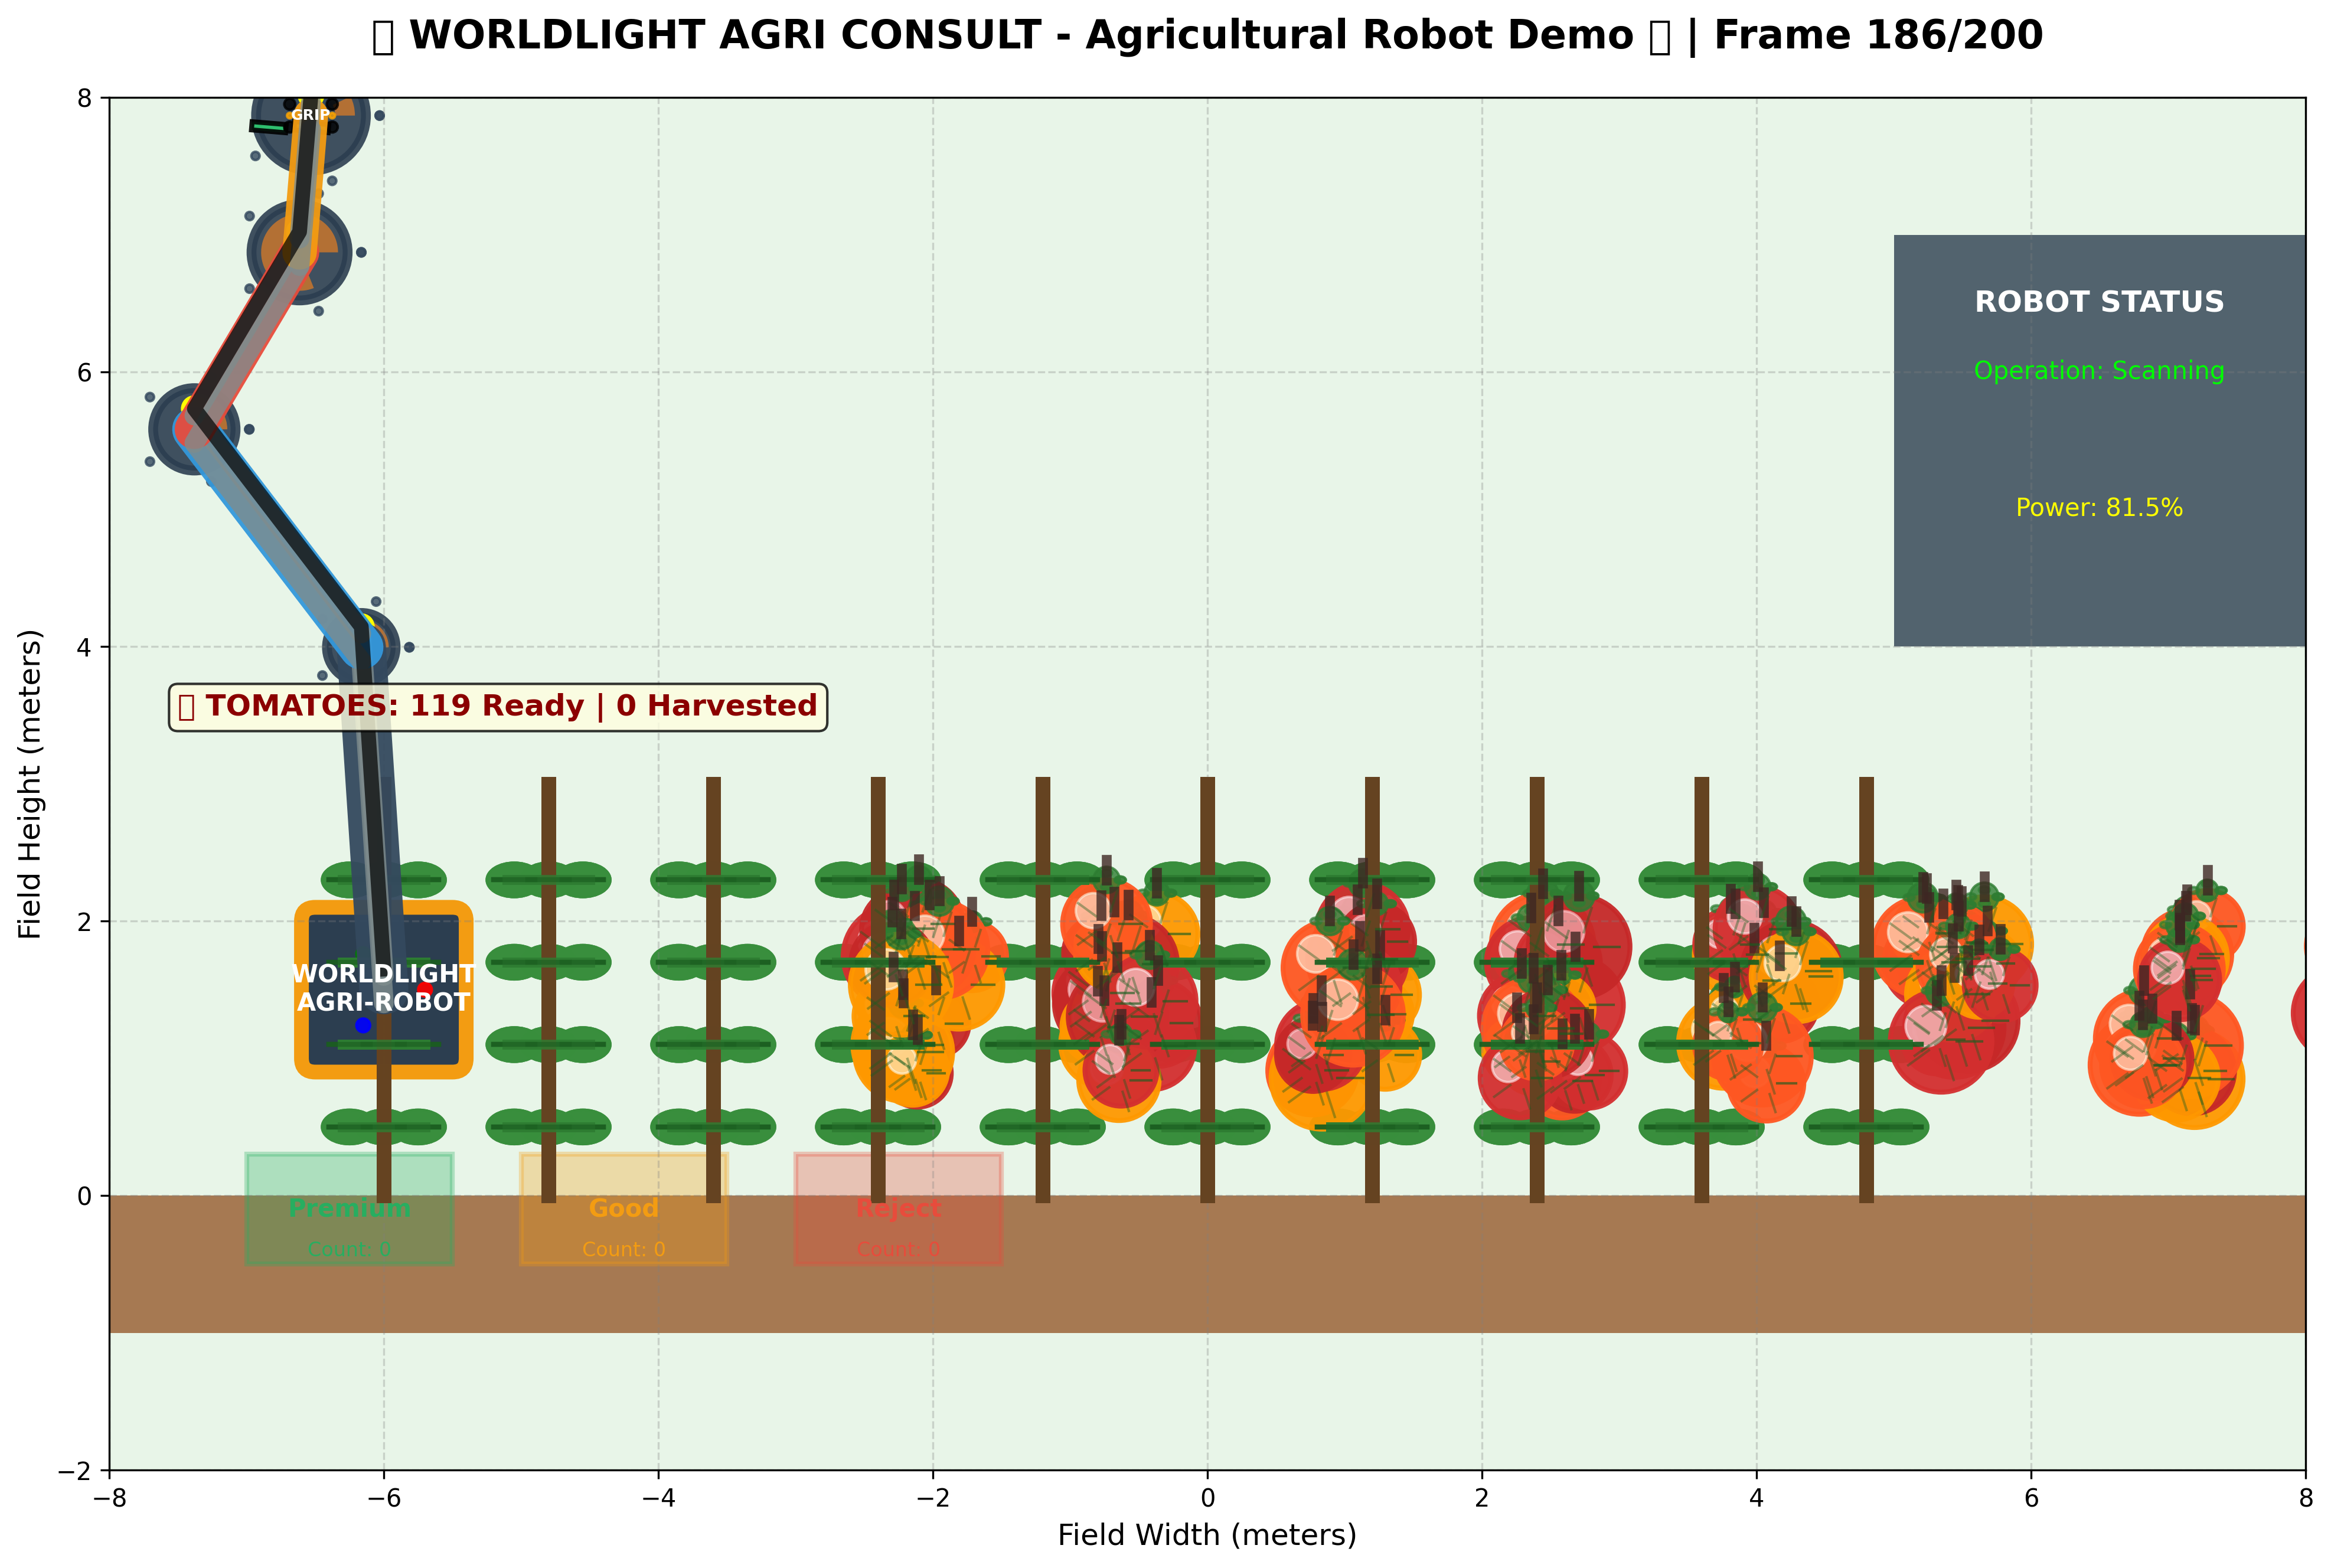 WORLDLIGHT AGRI CONSULT - Agricultural Robot Demo | Frame 186/200
8
6
4
2
0
−2
Field Height (meters)
GRIP
ROBOT STATUS
Operation: Scanning
Power: 81.5%
TOMATOES: 119 Ready | 0 Harvested
WORLDLIGHT
AGRI-ROBOT
Premium
Count: 0
Good
Count: 0
Reject
Count: 0
−8 −6 −4 −2 0 2 4 6 8
Field Width (meters)